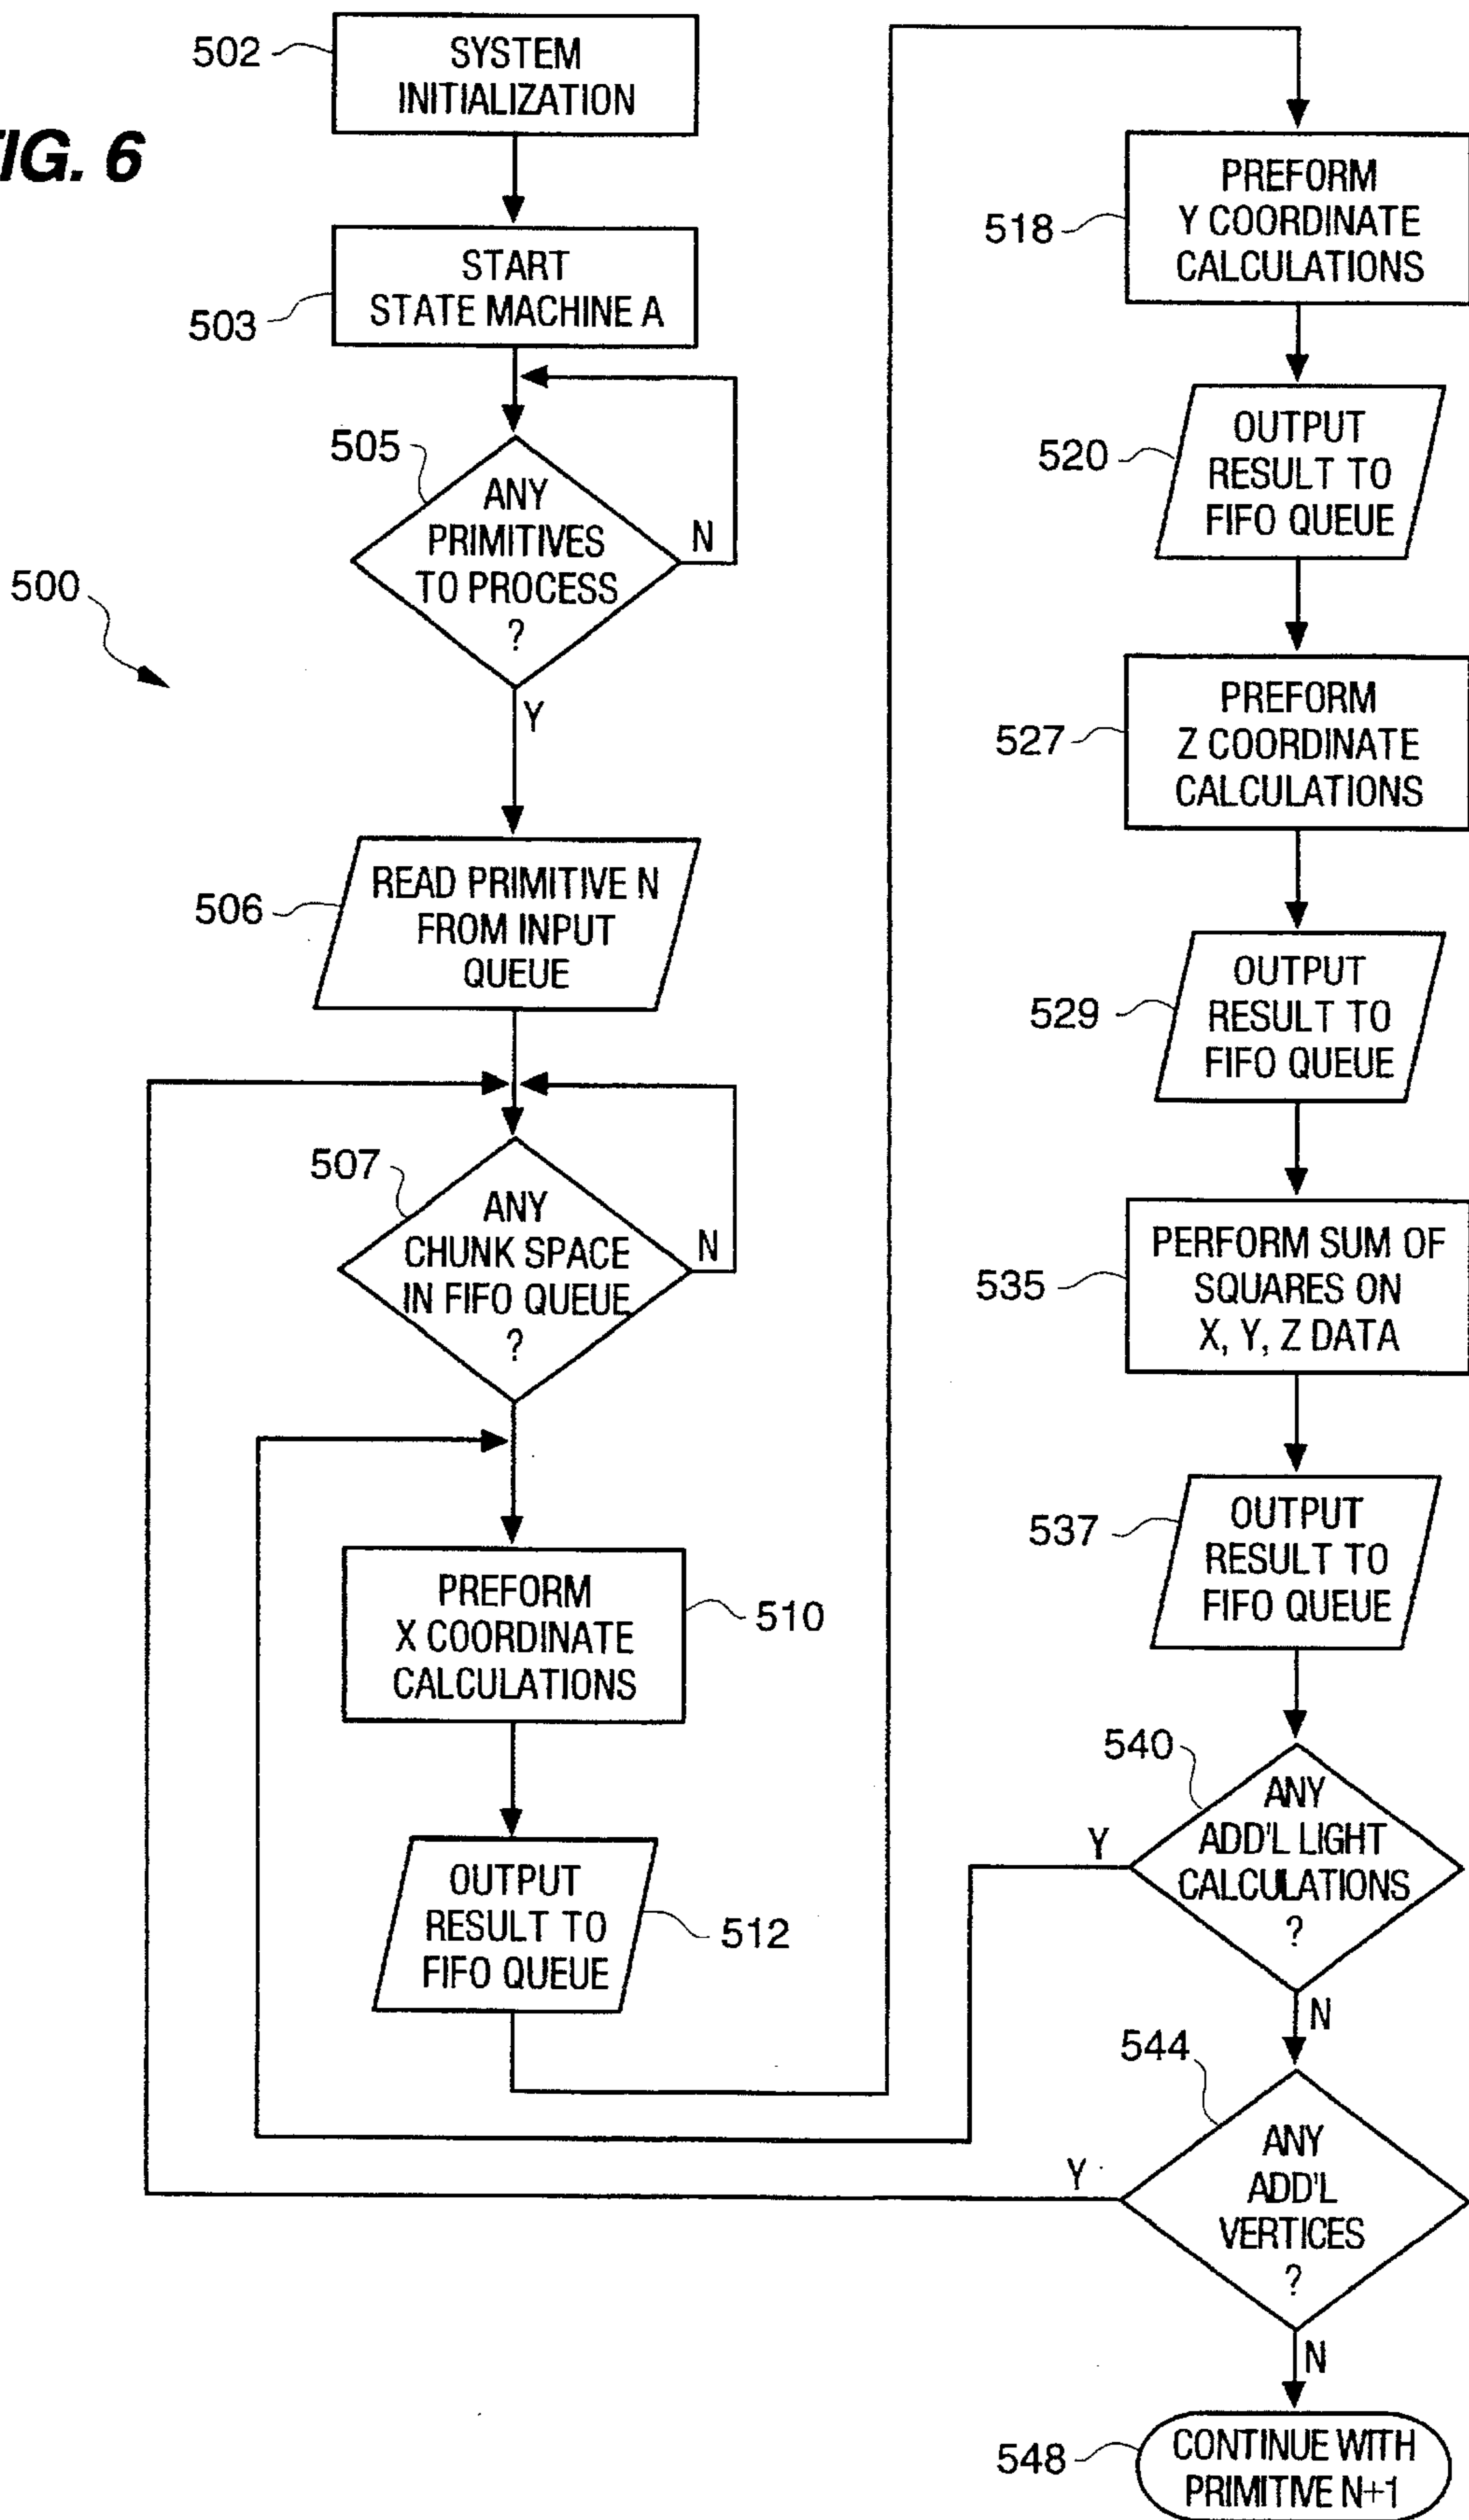 502
SYSTEM
INITIALIZATION
IG. 6
503
START
STATE MACHINE A
505
ANY
PRIMITIVES
TO PROCESS
?
N
500
Y
506
READ PRIMITIVE N
FROM INPUT
QUEUE
507
ANY
CHUNK SPACE
IN FIFO QUEUE
?
N
PREFORM
X COORDINATE
CALCULATIONS
510
OUTPUT
RESULT TO
FIFO QUEUE
512
518
PREFORM
Y COORDINATE
CALCULATIONS
520
OUTPUT
RESULT TO
FIFO QUEUE
527
PREFORM
Z COORDINATE
CALCULATIONS
529
OUTPUT
RESULT TO
FIFO QUEUE
535
PERFORM SUM OF
SQUARES ON
X, Y, Z DATA
537
OUTPUT
RESULT TO
FIFO QUEUE
540
ANY
ADD'L LIGHT
CALCULATIONS
?
Y
N
544
ANY
ADD'L
VERTICES
?
Y
N
548
CONTINUE WITH
PRIMITIVE N+1